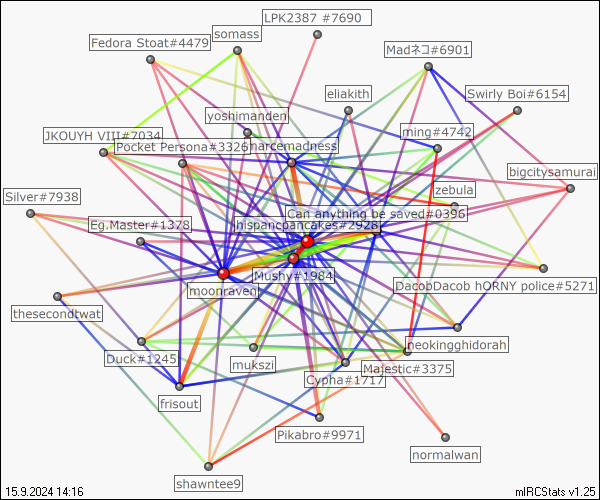 LPK2387 #7690
Fedora Stoat#4479
somass
Madネコ#6901
eliakith
Swirly Boi#6154
yoshimanden
JKOUYH VIII#7034
ming#4742
Pocket Persona#3326
narcemadness
bigcitysamurai
zebula
Silver#7938
Can anything be saved#0396
Eg.Master#1378
hispancpancakes#2928
Mushy#1984
DacobDacob hORNY police#5271
moonraven
thesecondtwat
neokingghidorah
Duck#1245
mukszi
Majestic#3375
Cypha#1717
frisout
Pikabro#9971
normalwan
shawntee9
15.9.2024 14:16
mIRCStats v1.25